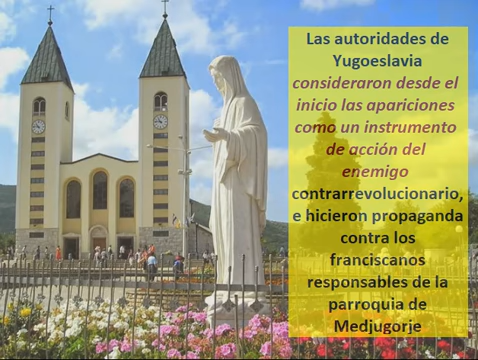 Las autoridades de
Yugoeslavia
consideraron desde el
inicio las apariciones
como un instrumento
de acción del
enemigo
contrarrevolucionario,
e hicieron propaganda
contra los
franciscanos
responsables de la
parroquia de
Medjugorje